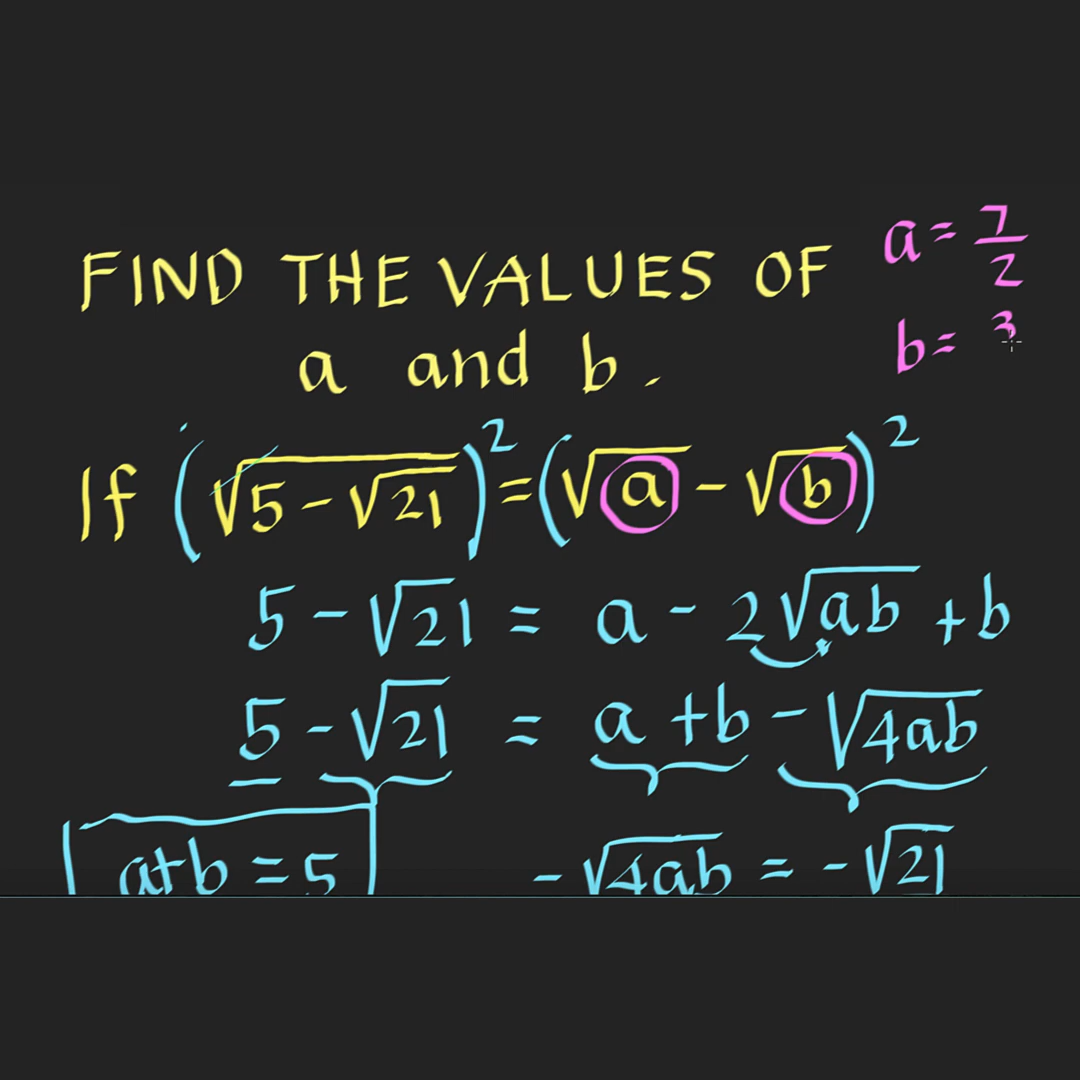 FIND THE VALUES OF
a and b.
a = 7/2
b = 3
If (√(5 - √21))² = (√a - √b)²
5 - √21 = a - 2√(ab) + b
5 - √21 = a + b - √(4ab)
a+b = 5
- √(4ab) = - √21